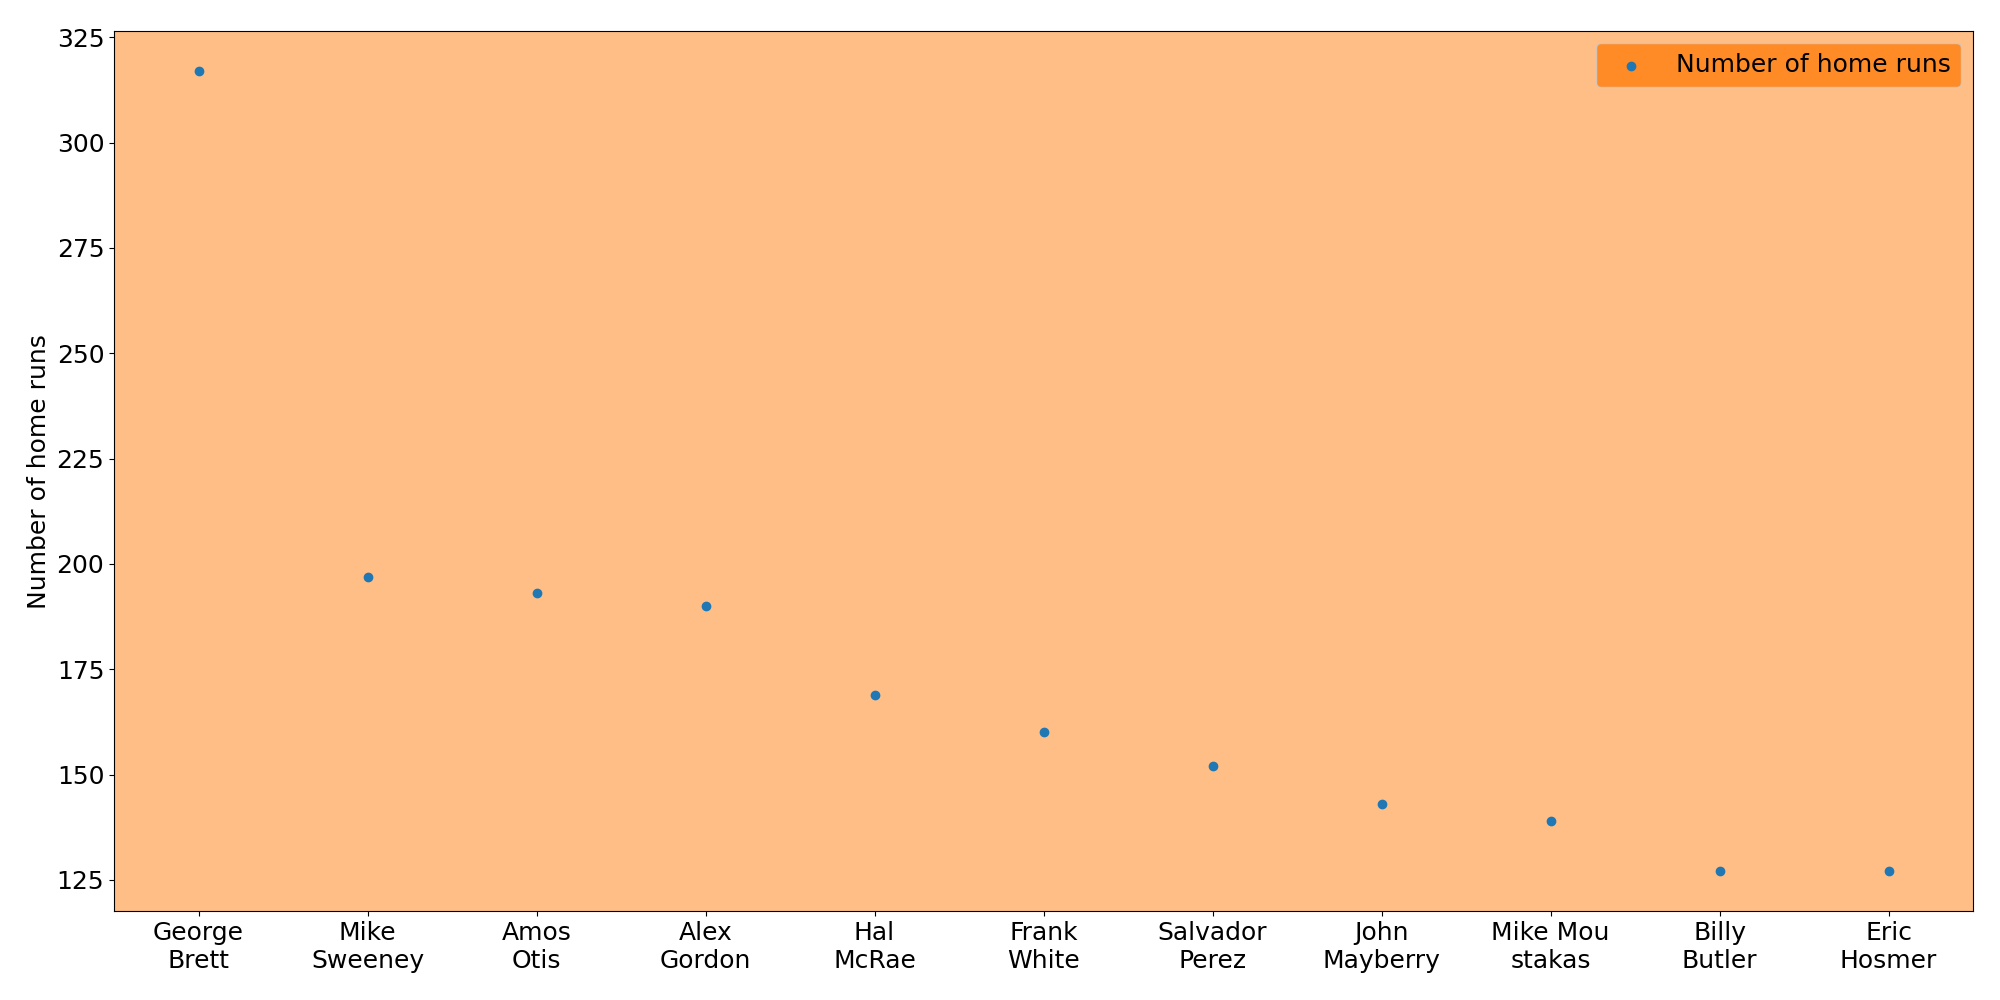 Number of home runs
Number of home runs
325
300
275
250
225
200
175
150
125
George
Brett
Mike
Sweeney
Amos
Otis
Alex
Gordon
Hal
McRae
Frank
White
Salvador
Perez
John
Mayberry
Mike Mou
stakas
Billy
Butler
Eric
Hosmer